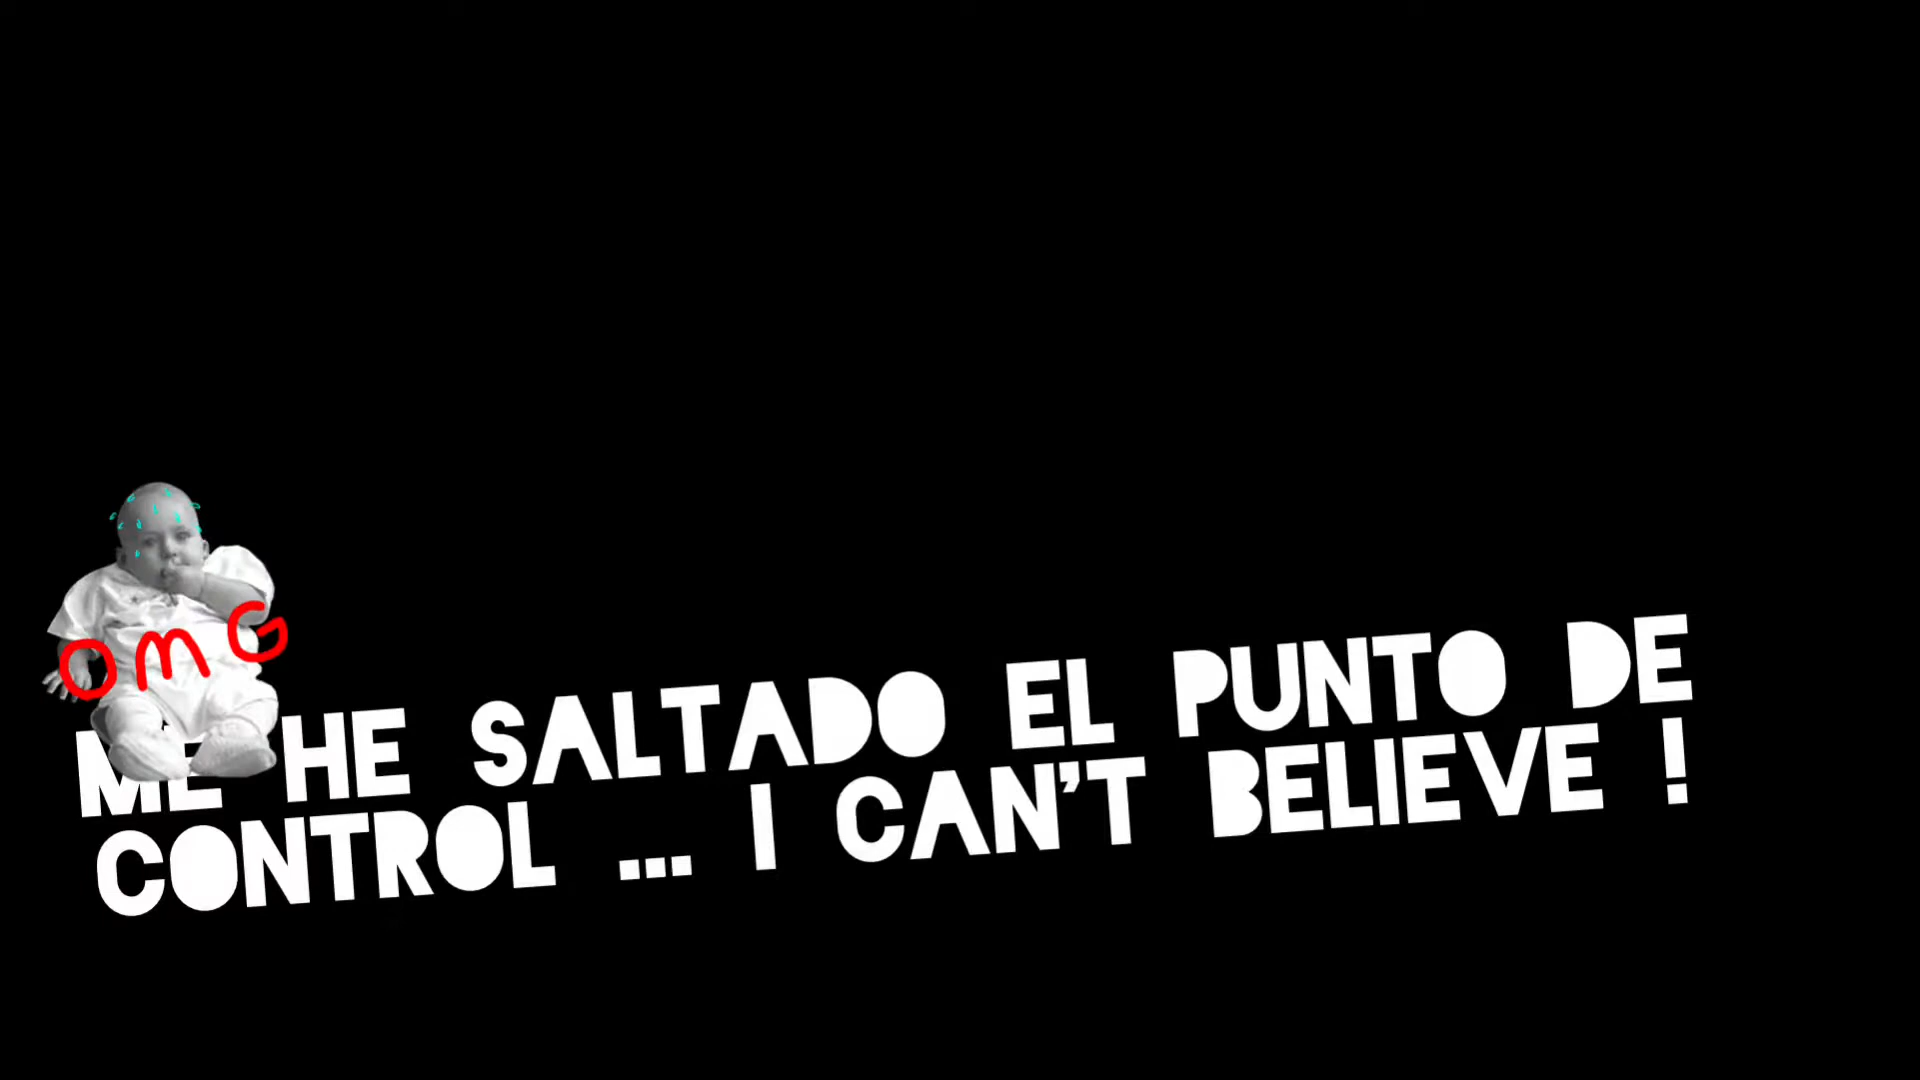 OMG
ME HE SALTADO EL PUNTO DE
CONTROL ... I CAN'T BELIEVE !